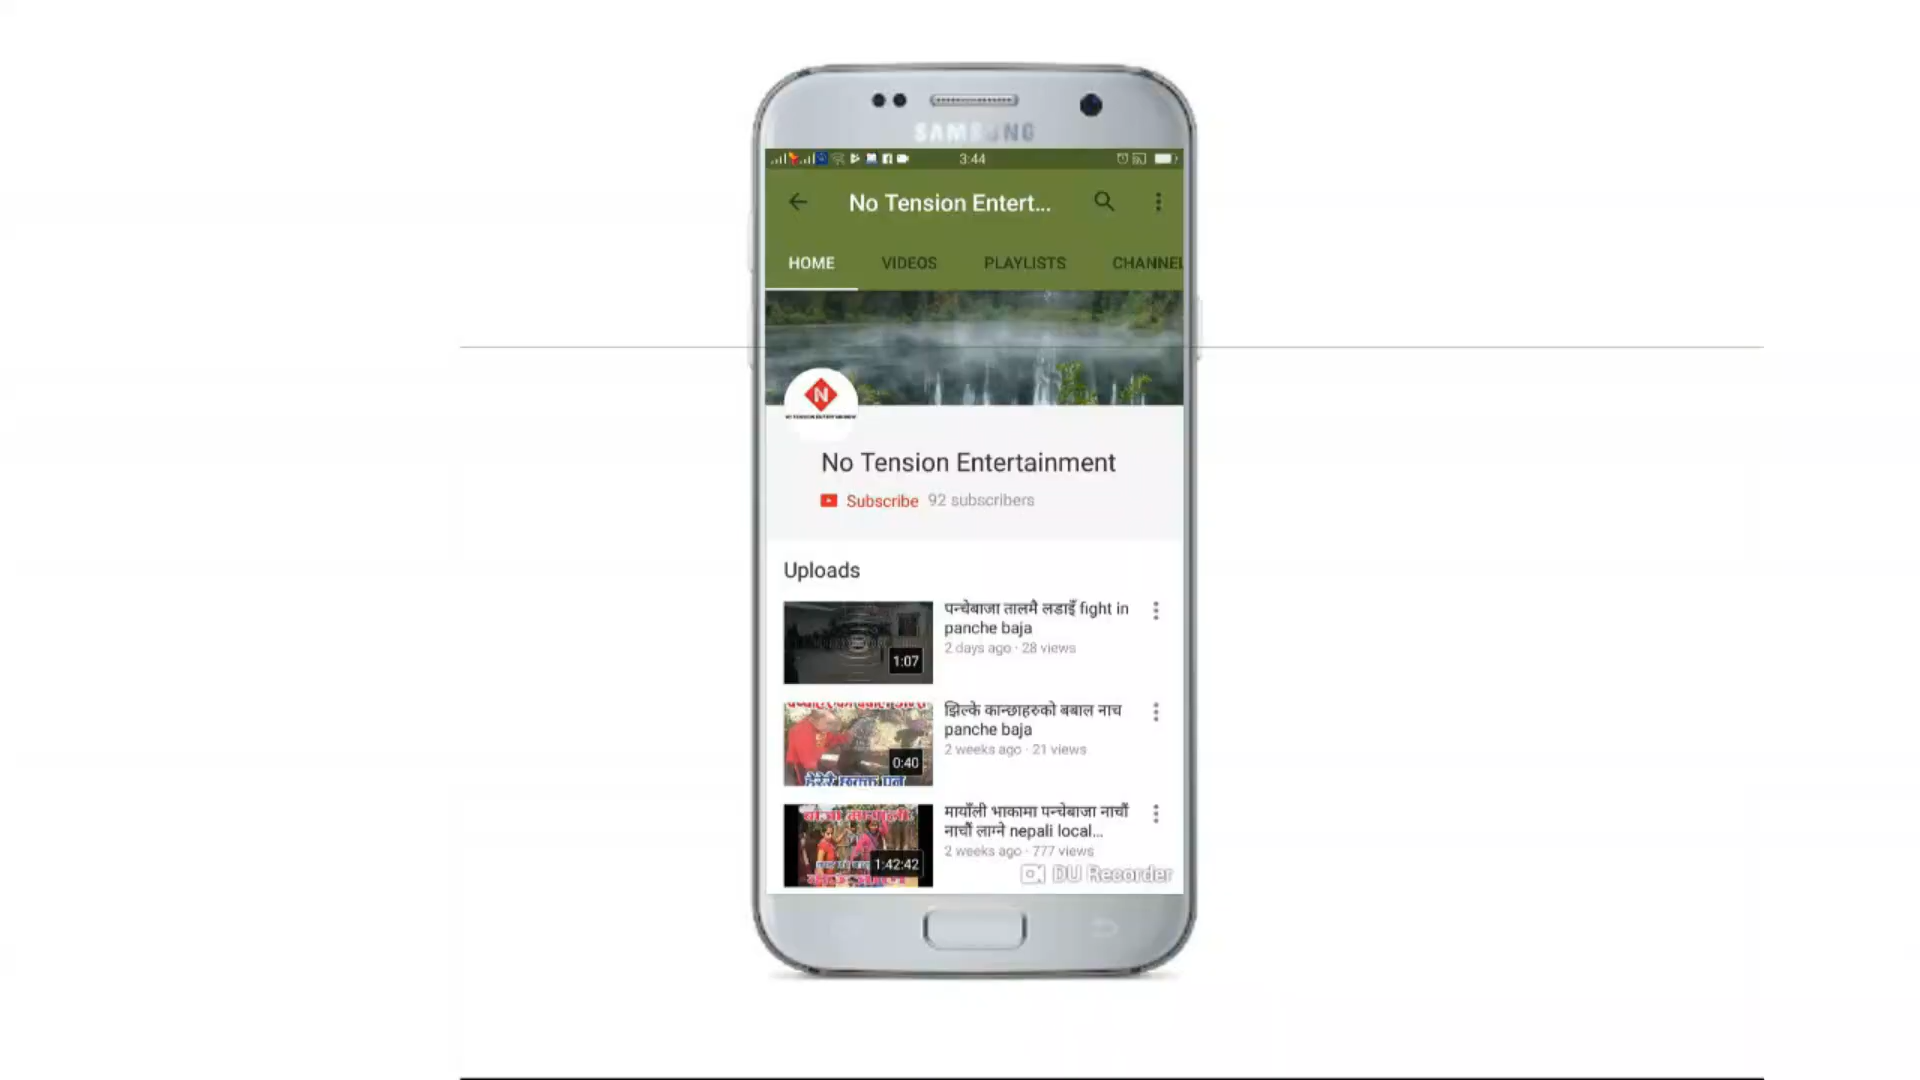 SAMSUNG
3:44
No Tension Entert...
HOME VIDEOS PLAYLISTS CHANNEL
N
No Tension Entertainment
Subscribe 92 subscribers
Uploads
पन्चेबाजा तालमै लडाइँ fight in
panche baja
2 days ago · 28 views
1:07
झिल्के कान्छाहरुको बबाल नाच
panche baja
2 weeks ago · 21 views
0:40
मायाँली भाकामा पन्चेबाजा नाचौं
नाचौं लाग्ने nepali local...
2 weeks ago · 777 views
1:42:42
DU Recorder